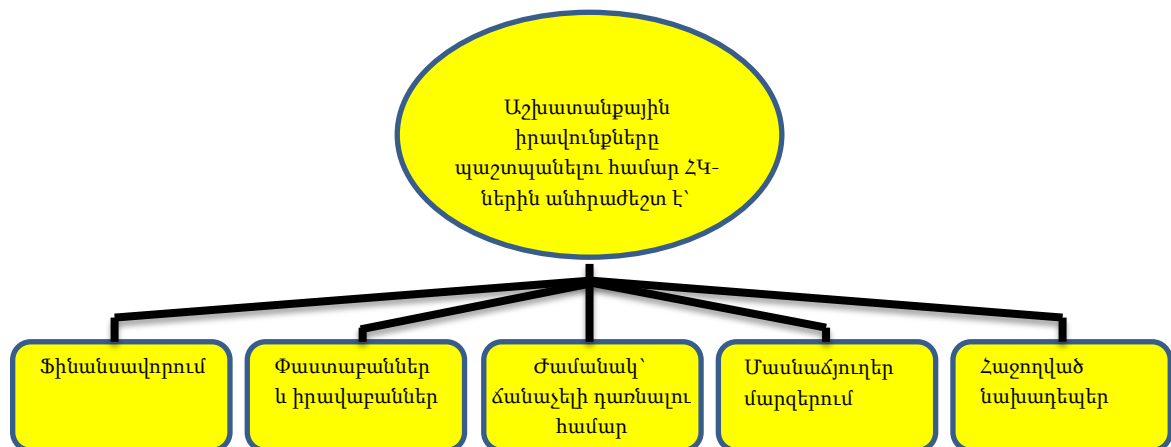 Աշխատանքային
իրավունքները
պաշտպանելու համար ՀԿ-
ներին անհրաժեշտ է՝
Ֆինանսավորում
Փաստաբաններ
և իրավաբաններ
Ժամանակ՝
ճանաչելի դառնալու
համար
Մասնաճյուղեր
մարզերում
Հաջողված
նախադեպեր